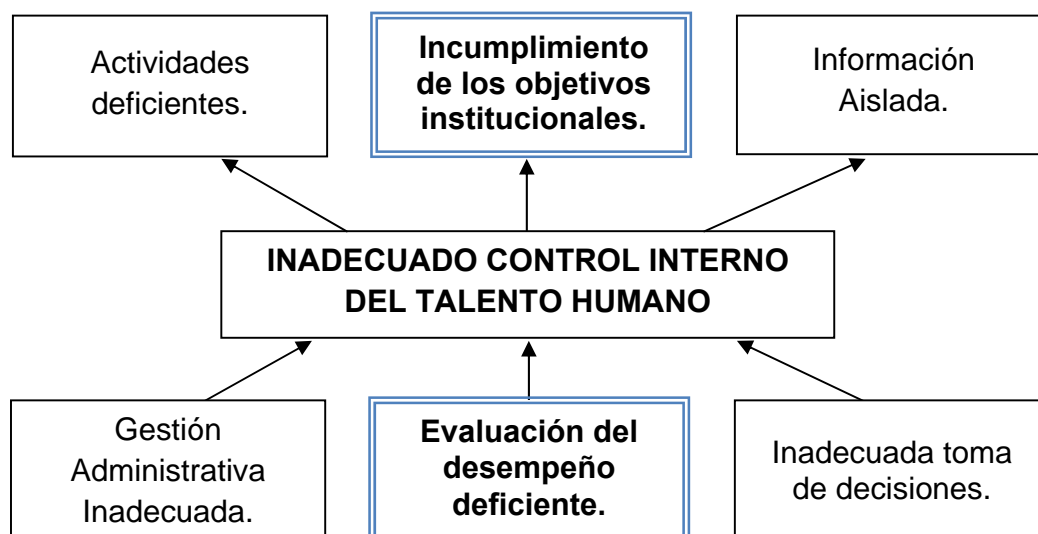 Actividades
deficientes.
Incumplimiento
de los objetivos
institucionales.
Información
Aislada.
INADECUADO CONTROL INTERNO
DEL TALENTO HUMANO
Gestión
Administrativa
Inadecuada.
Evaluación del
desempeño
deficiente.
Inadecuada toma
de decisiones.